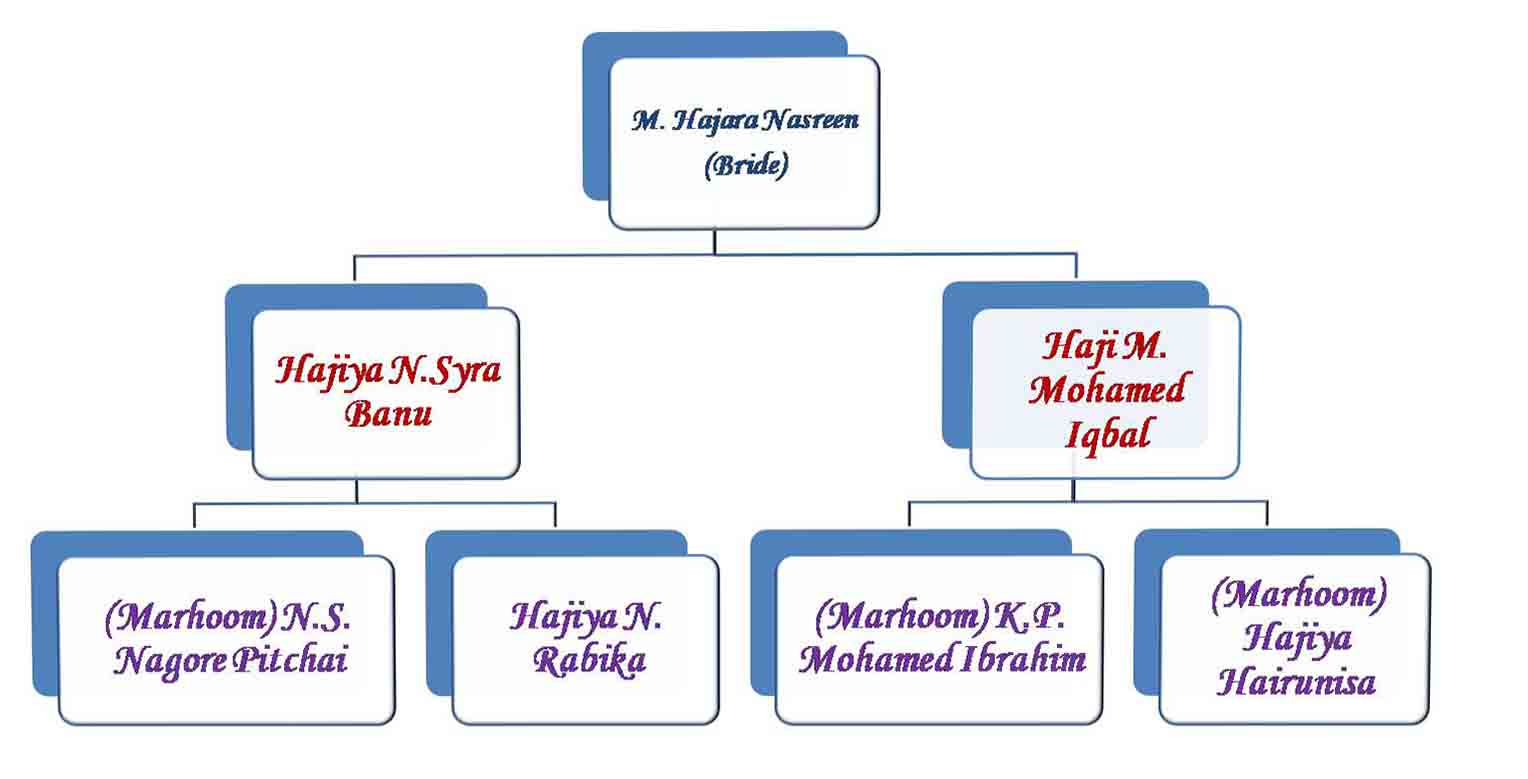 M. Hajara Nasreen
(Bride)
Hajiya N.Syra
Banu
Haji M.
Mohamed
Iqbal
(Marhoom) N.S.
Nagore Pitchai
Hajiya N.
Rabika
(Marhoom) K.P.
Mohamed Ibrahim
(Marhoom)
Hajiya
Hairunisa